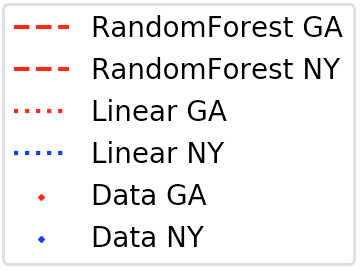 RandomForest GA
RandomForest NY
Linear GA
Linear NY
Data GA
Data NY